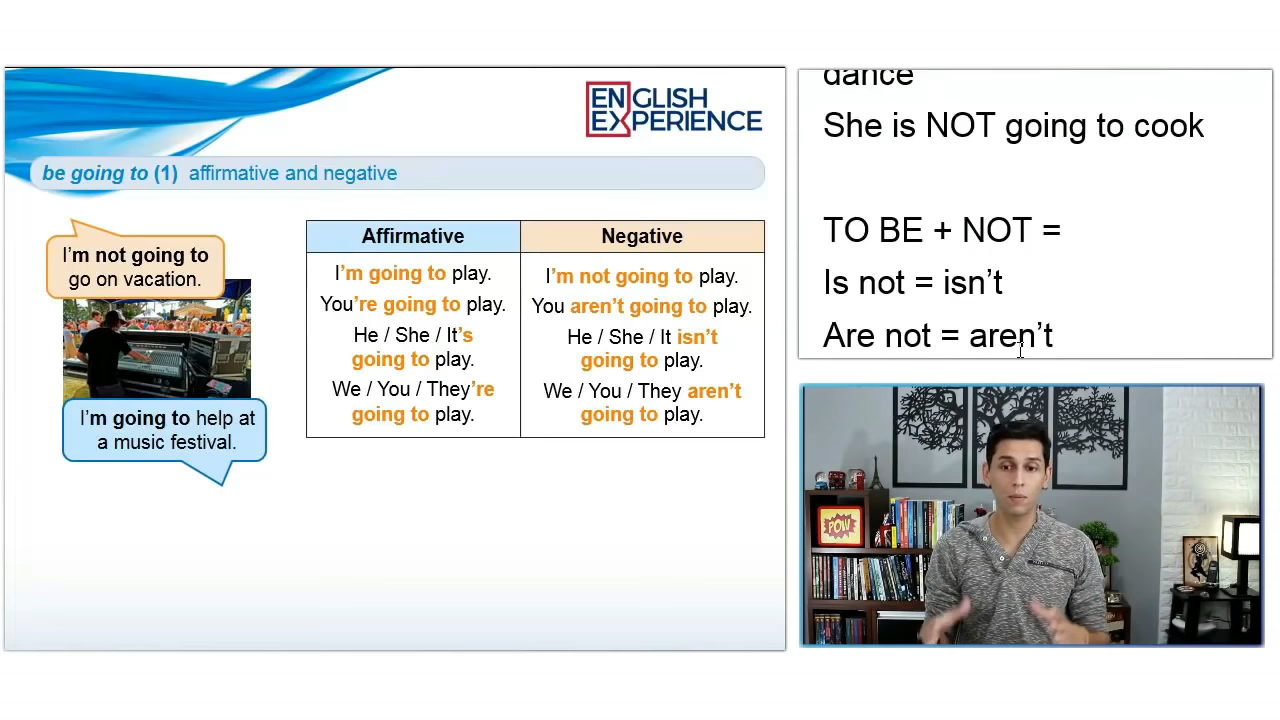 ENGLISH
EXPERIENCE
be going to (1) affirmative and negative
I'm not going to
go on vacation.
I'm going to help at
a music festival.
Affirmative
I'm going to play.
You're going to play.
He / She / It's
going to play.
We / You / They're
going to play.
Negative
I'm not going to play.
You aren't going to play.
He / She / It isn't
going to play.
We / You / They aren't
going to play.
dance
She is NOT going to cook
TO BE + NOT =
Is not = isn't
Are not = aren't
POW